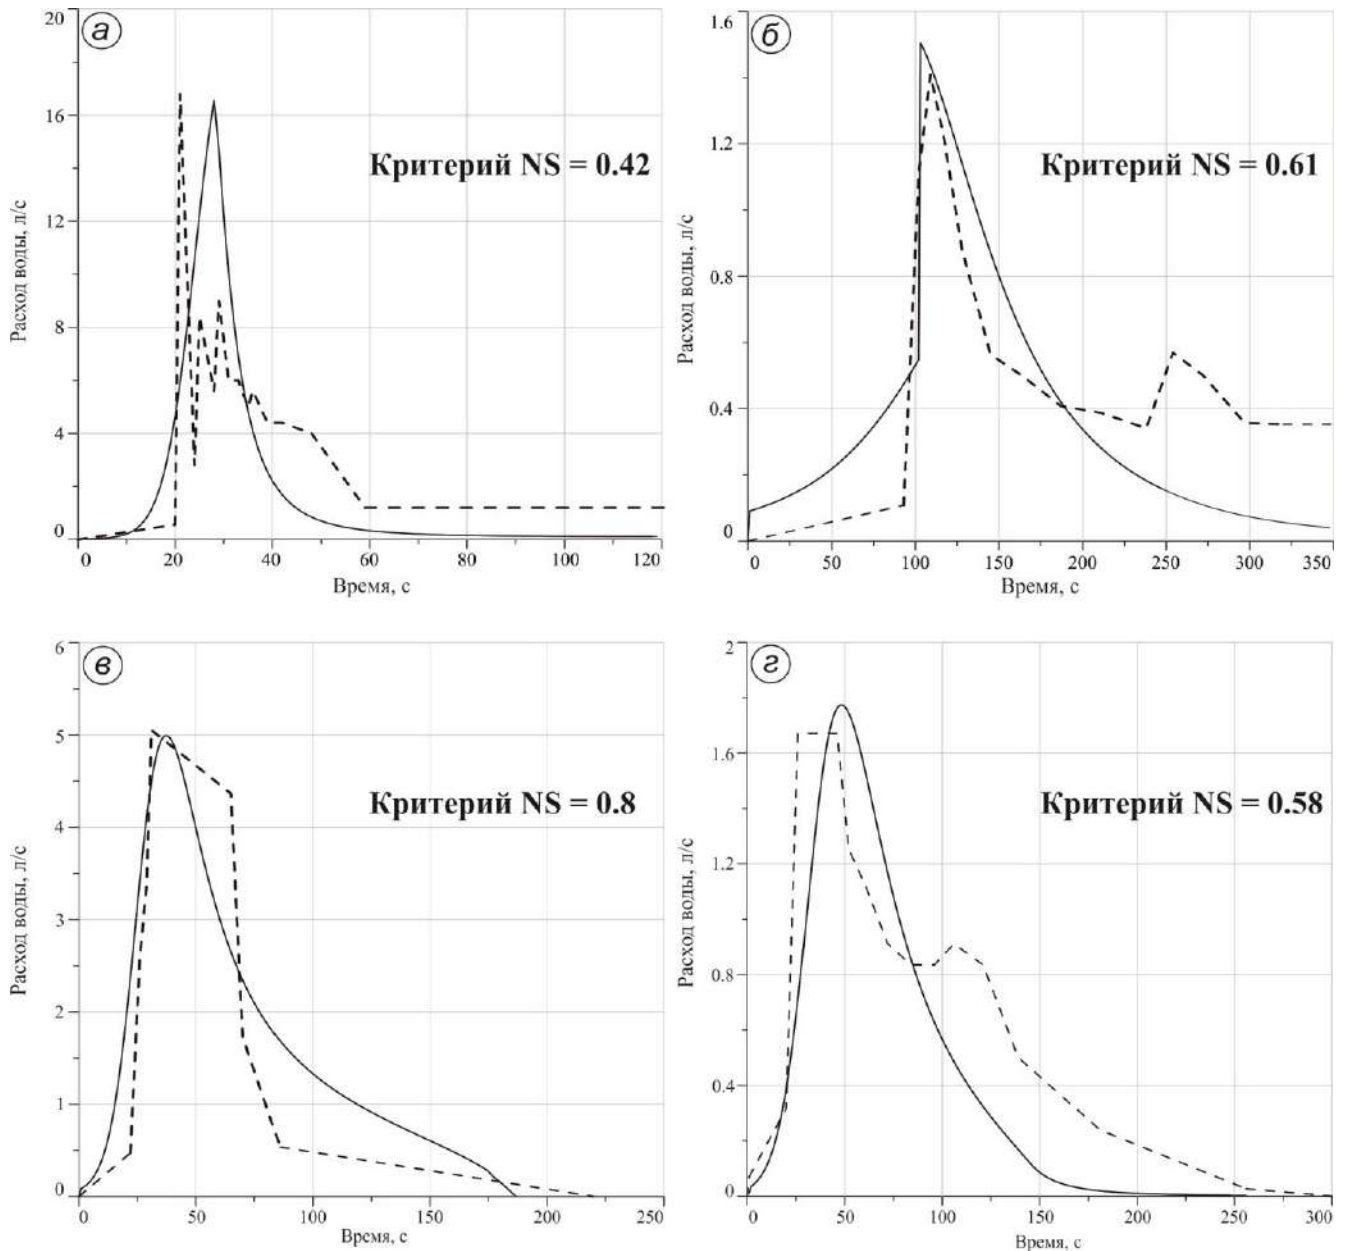 а
20
16
12
8
4
0
Расход воды, л/с
Критерий NS = 0.42
0 20 40 60 80 100 120
Время, с
б
1.6
1.2
0.8
0.4
0
Расход воды, л/с
Критерий NS = 0.61
0 50 100 150 200 250 300 350
Время, с
в
6
5
4
3
2
1
0
Расход воды, л/с
Критерий NS = 0.8
0 50 100 150 200 250
Время, с
г
2
1.6
1.2
0.8
0.4
0
Расход воды, л/с
Критерий NS = 0.58
0 50 100 150 200 250 300
Время, с